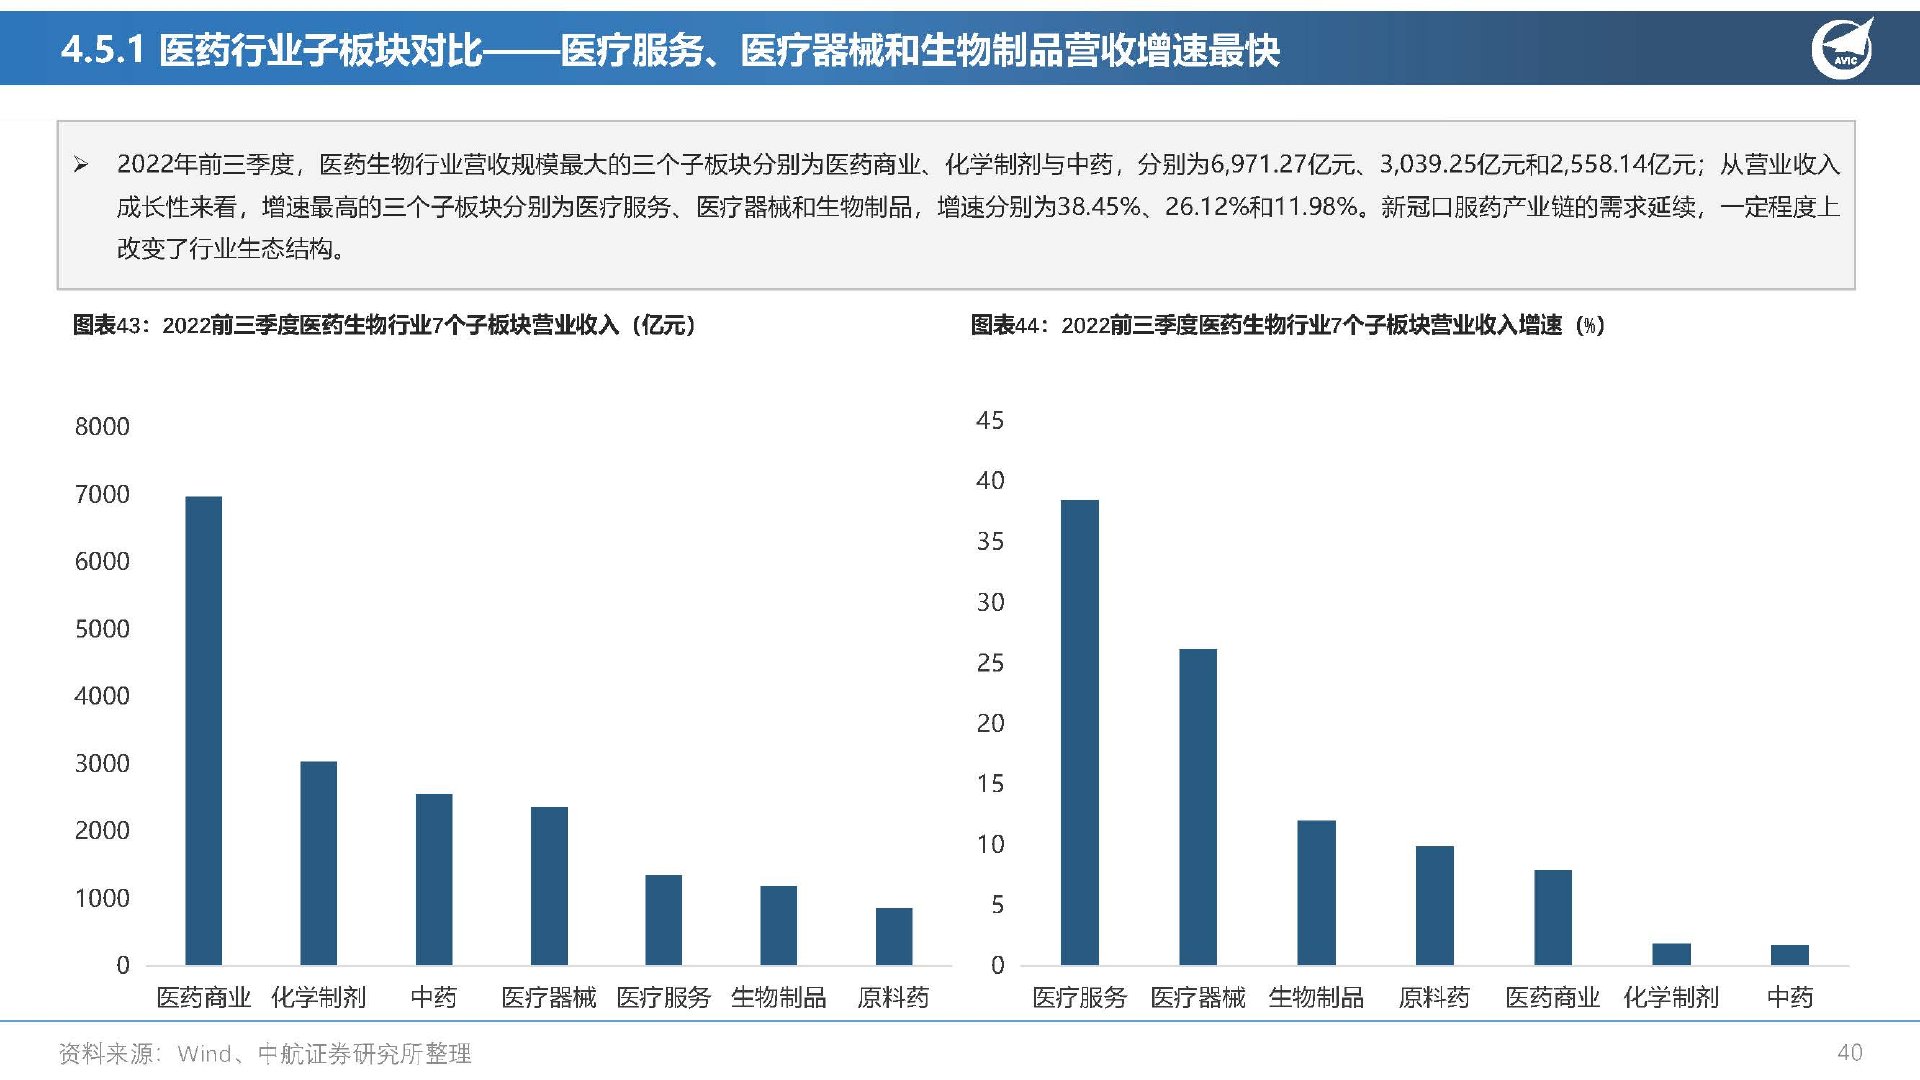 4.5.1 医药行业子板块对比——医疗服务、医疗器械和生物制品营收增速最快
AVIC
➢ 2022年前三季度，医药生物行业营收规模最大的三个子板块分别为医药商业、化学制剂与中药，分别为6,971.27亿元、3,039.25亿元和2,558.14亿元；从营业收入
成长性来看，增速最高的三个子板块分别为医疗服务、医疗器械和生物制品，增速分别为38.45%、26.12%和11.98%。新冠口服药产业链的需求延续，一定程度上
改变了行业生态结构。
图表43：2022前三季度医药生物行业7个子板块营业收入（亿元）
8000
7000
6000
5000
4000
3000
2000
1000
0
医药商业 化学制剂 中药 医疗器械 医疗服务 生物制品 原料药
图表44：2022前三季度医药生物行业7个子板块营业收入增速（%）
45
40
35
30
25
20
15
10
5
0
医疗服务 医疗器械 生物制品 原料药 医药商业 化学制剂 中药
资料来源：Wind、中航证券研究所整理
40